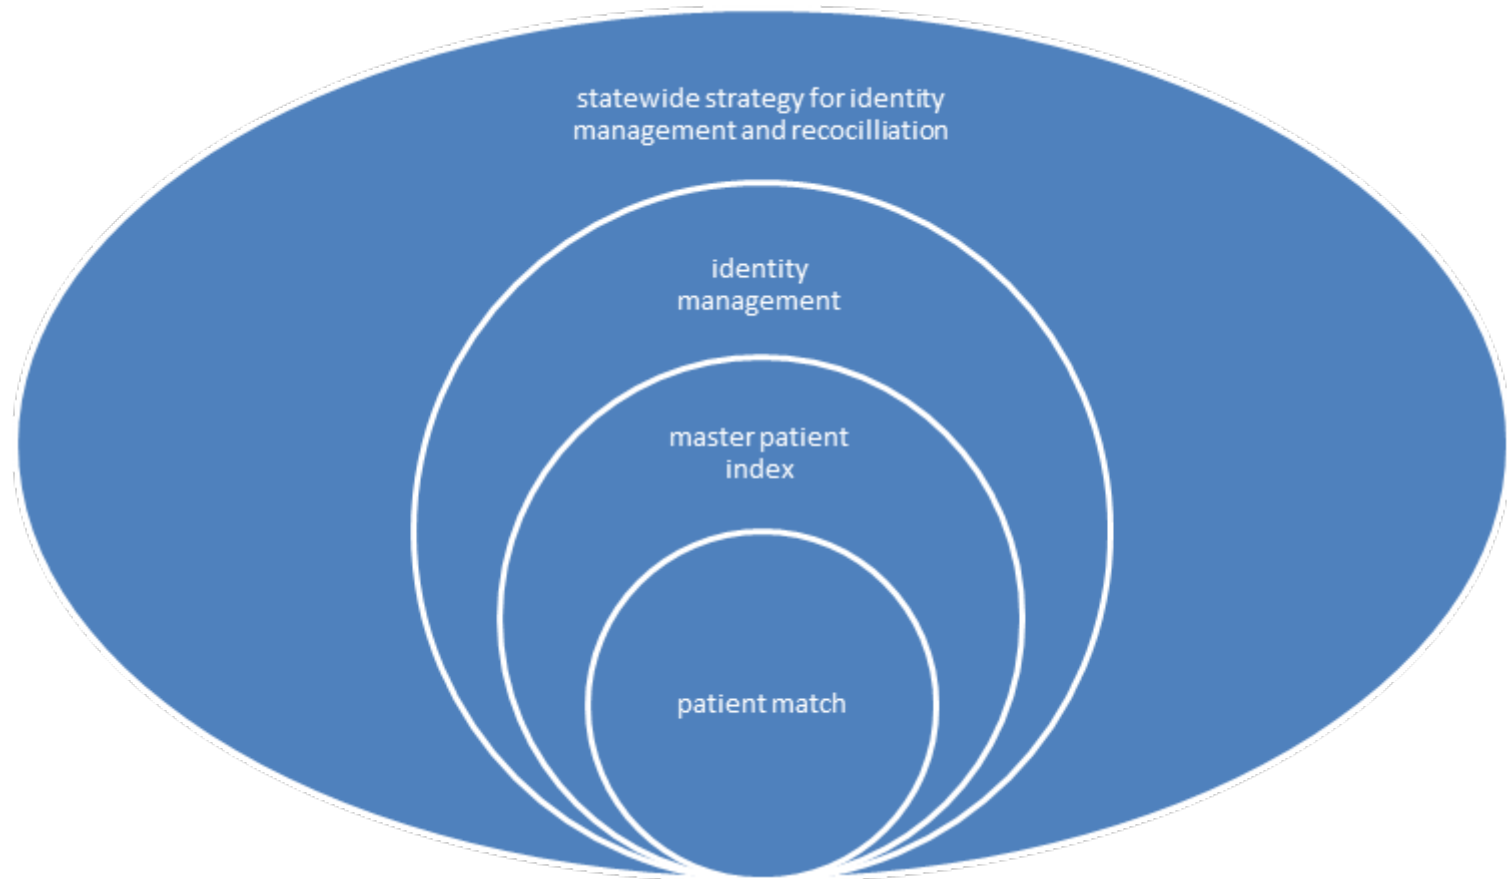 statewide strategy for identity
management and recocilliation
identity
management
master patient
index
patient match